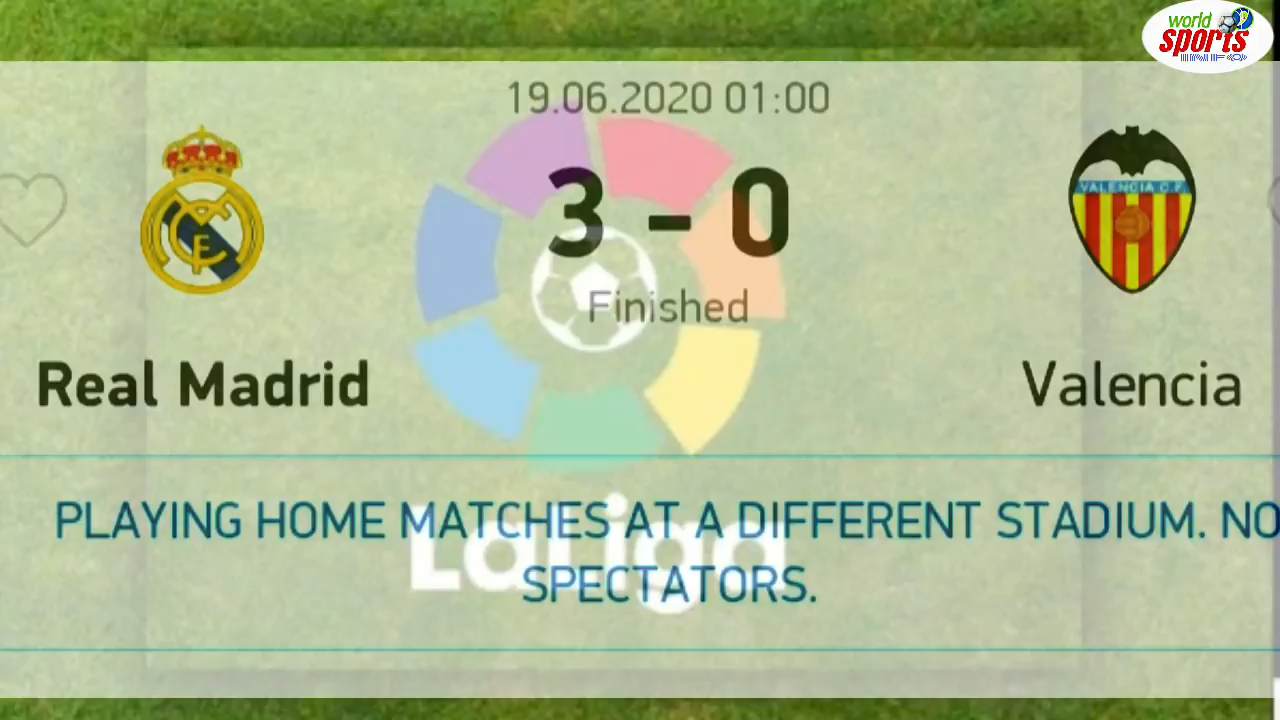 world
sports
INFO
19.06.2020 01:00
3 - 0
Finished
VALENCIA C.F.
Real Madrid
Valencia
PLAYING HOME MATCHES AT A DIFFERENT STADIUM. NO
SPECTATORS.
LaLiga